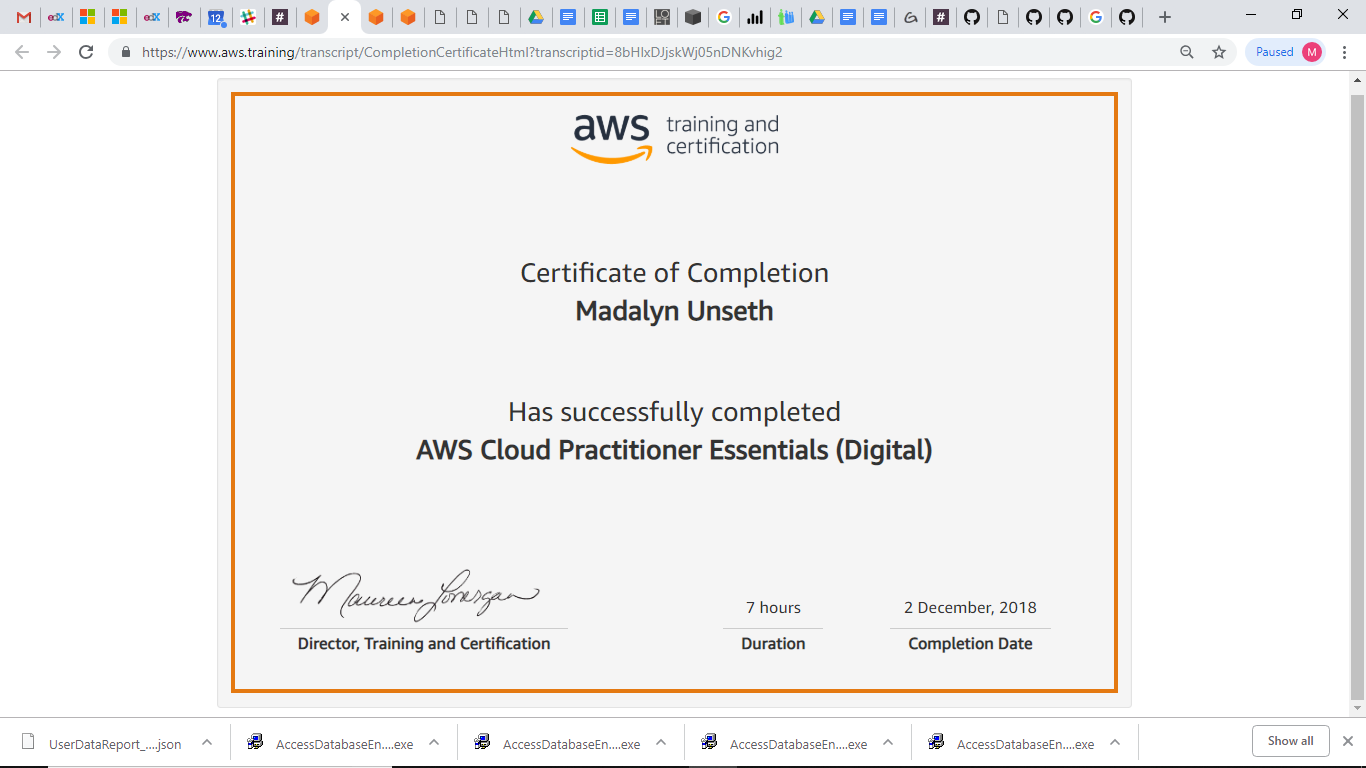 12
https://www.aws.training/transcript/CompletionCertificateHtml?transcriptid=8bHIxDJjskWj05nDNKvhig2
Paused M
aws training and
certification
Certificate of Completion
Madalyn Unseth
Has successfully completed
AWS Cloud Practitioner Essentials (Digital)
Maureen Lonergan
7 hours
2 December, 2018
Director, Training and Certification
Duration
Completion Date
UserDataReport_....json
AccessDatabaseEn....exe
AccessDatabaseEn....exe
AccessDatabaseEn....exe
AccessDatabaseEn....exe
Show all